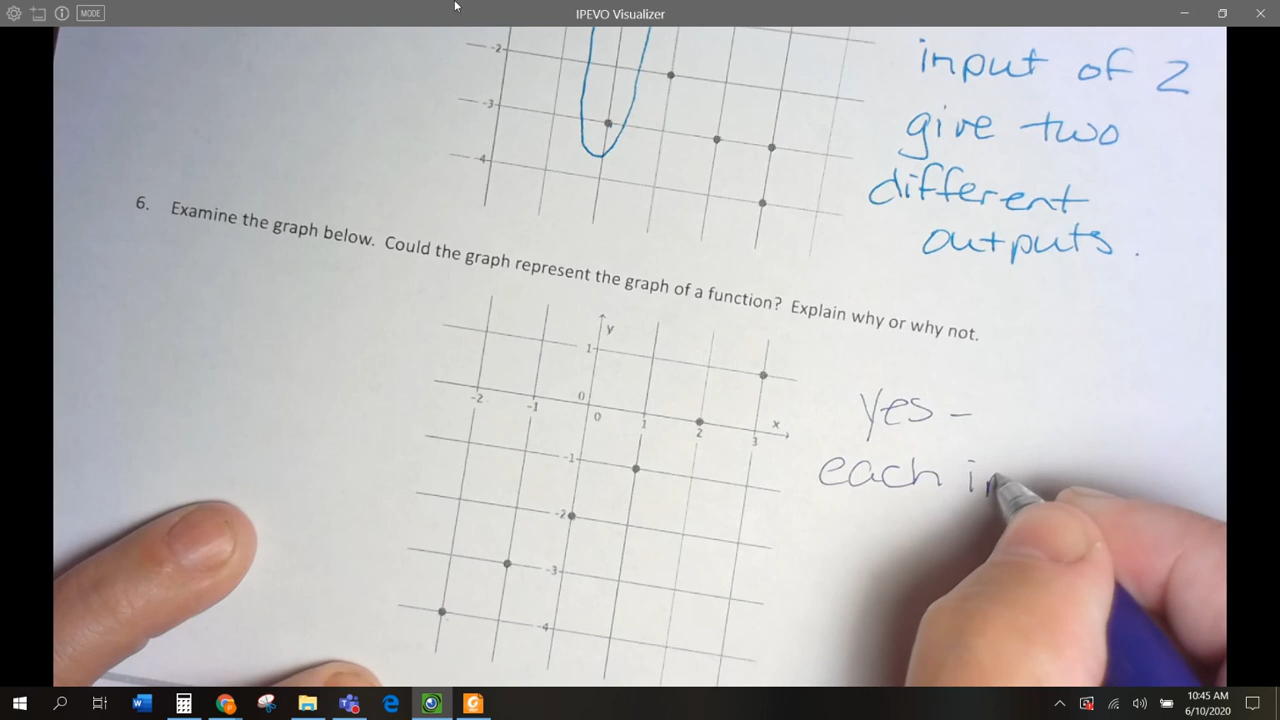 MODE
IPEVO Visualizer
-2
-3
-4
input of 2
give two
different
outputs.
6. Examine the graph below. Could the graph represent the graph of a function? Explain why or why not.
y
1
0
-2 -1 0 1 2 3 x
-1
-2
-3
-4
Yes -
each in
10:45 AM
6/10/2020